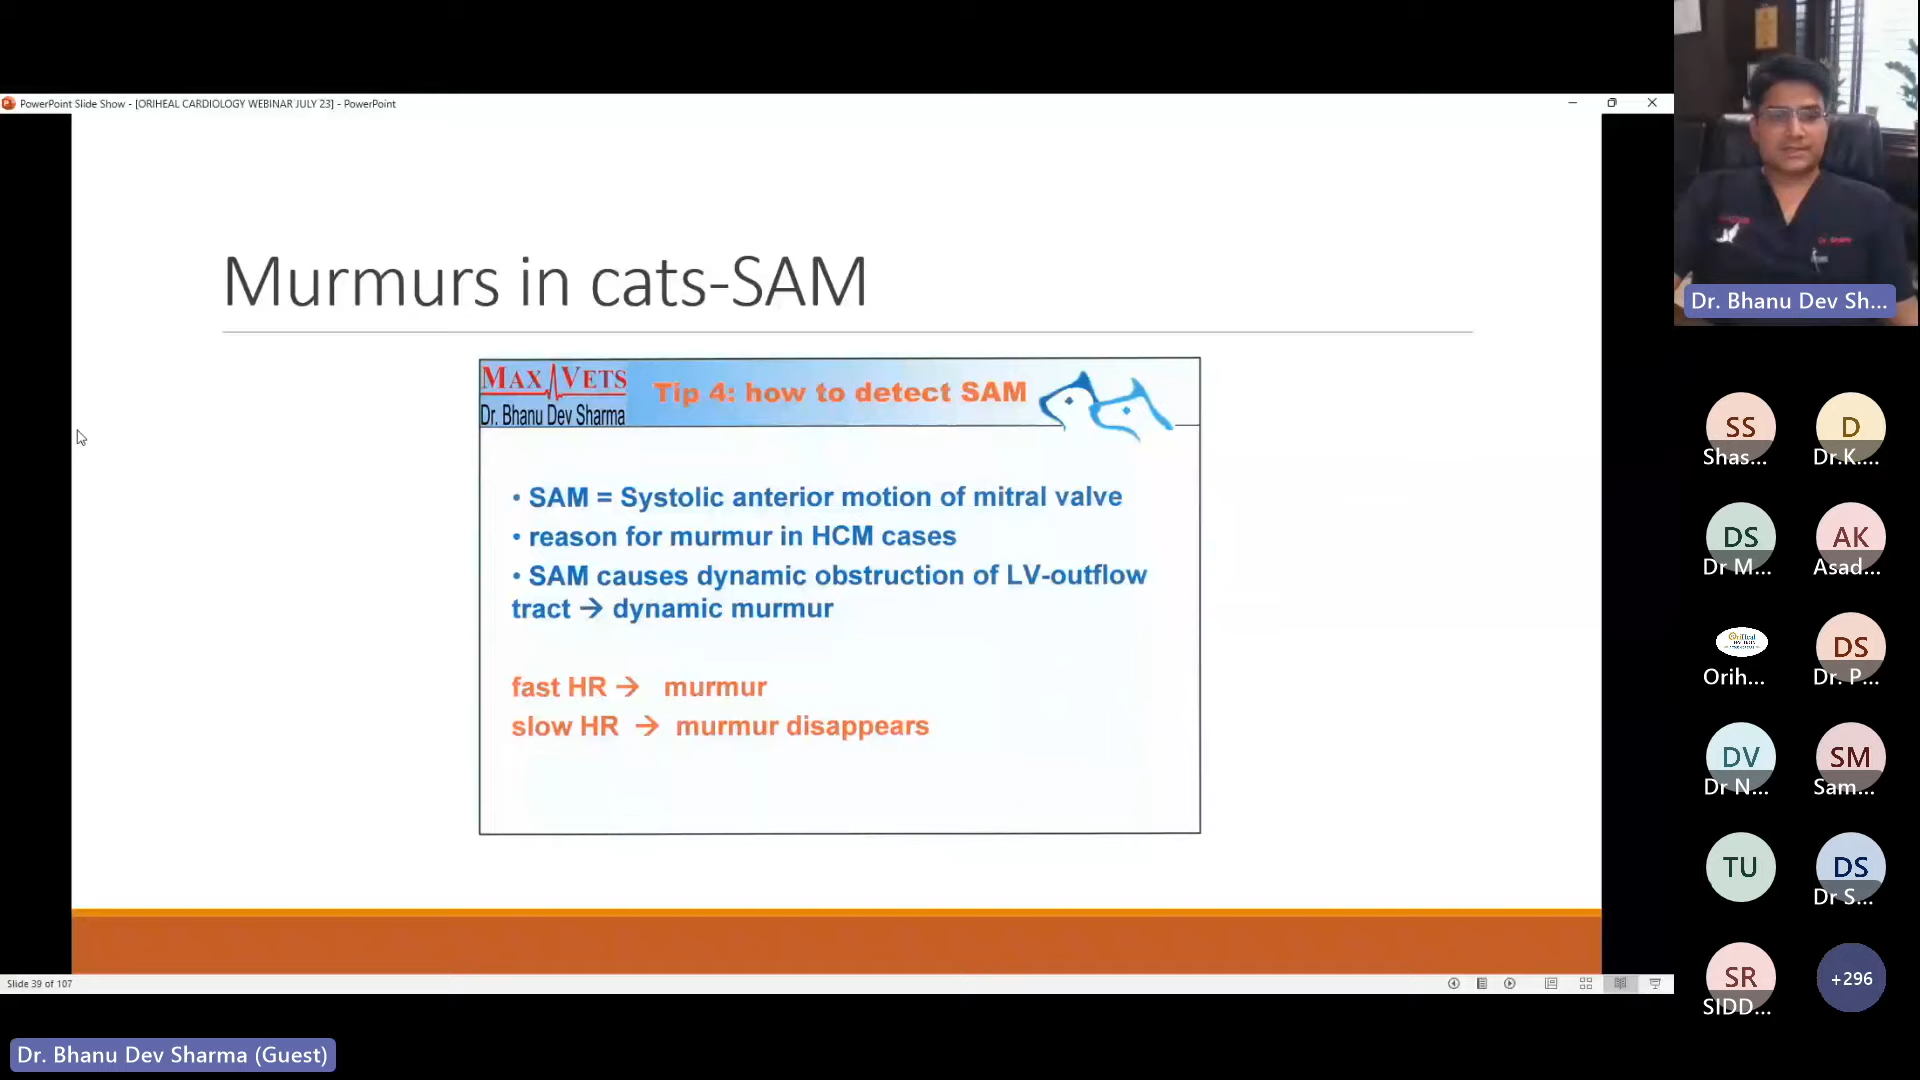 PowerPoint Slide Show - [ORIHEAL CARDIOLOGY WEBINAR JULY 23] - PowerPoint
Murmurs in cats-SAM
MAX VETS
Dr. Bhanu Dev Sharma
Tip 4: how to detect SAM
• SAM = Systolic anterior motion of mitral valve
• reason for murmur in HCM cases
• SAM causes dynamic obstruction of LV-outflow
tract → dynamic murmur
fast HR → murmur
slow HR → murmur disappears
Slide 39 of 107
Dr. Bhanu Dev Sharma (Guest)
Dr. Bhanu Dev Sh...
SS
Shas...
D
Dr.K....
DS
Dr M...
AK
Asad...
Orih...
DS
Dr. P...
DV
Dr N...
SM
Sam...
TU
DS
Dr S...
SR
SIDD...
+296